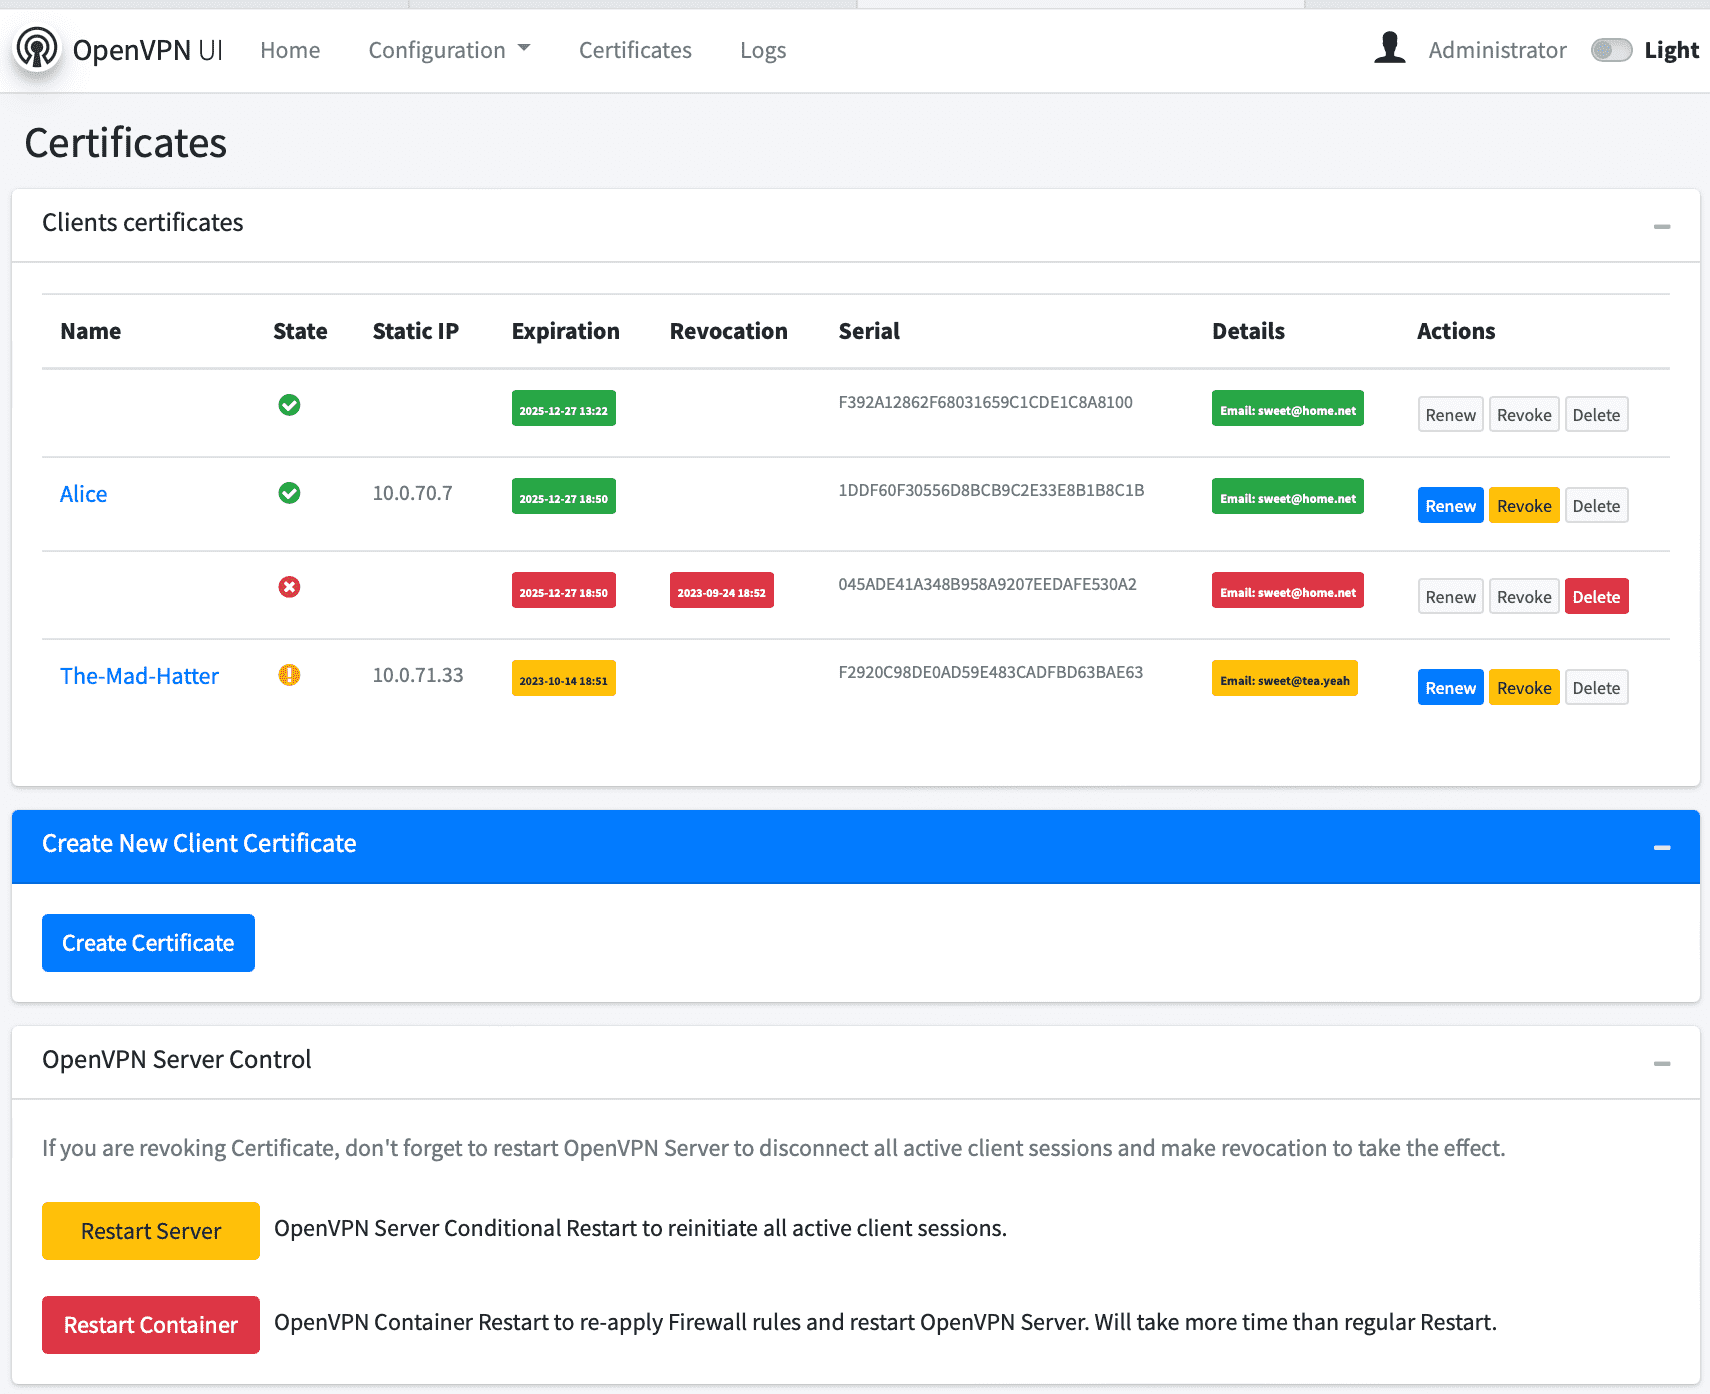 OpenVPN UI Home Configuration Certificates Logs Administrator Light
Certificates
Clients certificates
Name State Static IP Expiration Revocation Serial Details Actions
2025-12-27 13:22 F392A12862F68031659C1CDE1C8A8100 Email: sweet@home.net Renew Revoke Delete
Alice 10.0.70.7 2025-12-27 18:50 1DDF60F30556D8BCB9C2E33E8B1B8C1B Email: sweet@home.net Renew Revoke Delete
2025-12-27 18:50 2023-09-24 18:52 045ADE41A348B958A9207EEDAFE530A2 Email: sweet@home.net Renew Revoke Delete
The-Mad-Hatter 10.0.71.33 2023-10-14 18:51 F2920C98DE0AD59E483CADFBD63BAE63 Email: sweet@tea.yeah Renew Revoke Delete
Create New Client Certificate
Create Certificate
OpenVPN Server Control
If you are revoking Certificate, don't forget to restart OpenVPN Server to disconnect all active client sessions and make revocation to take the effect.
Restart Server OpenVPN Server Conditional Restart to reinitiate all active client sessions.
Restart Container OpenVPN Container Restart to re-apply Firewall rules and restart OpenVPN Server. Will take more time than regular Restart.